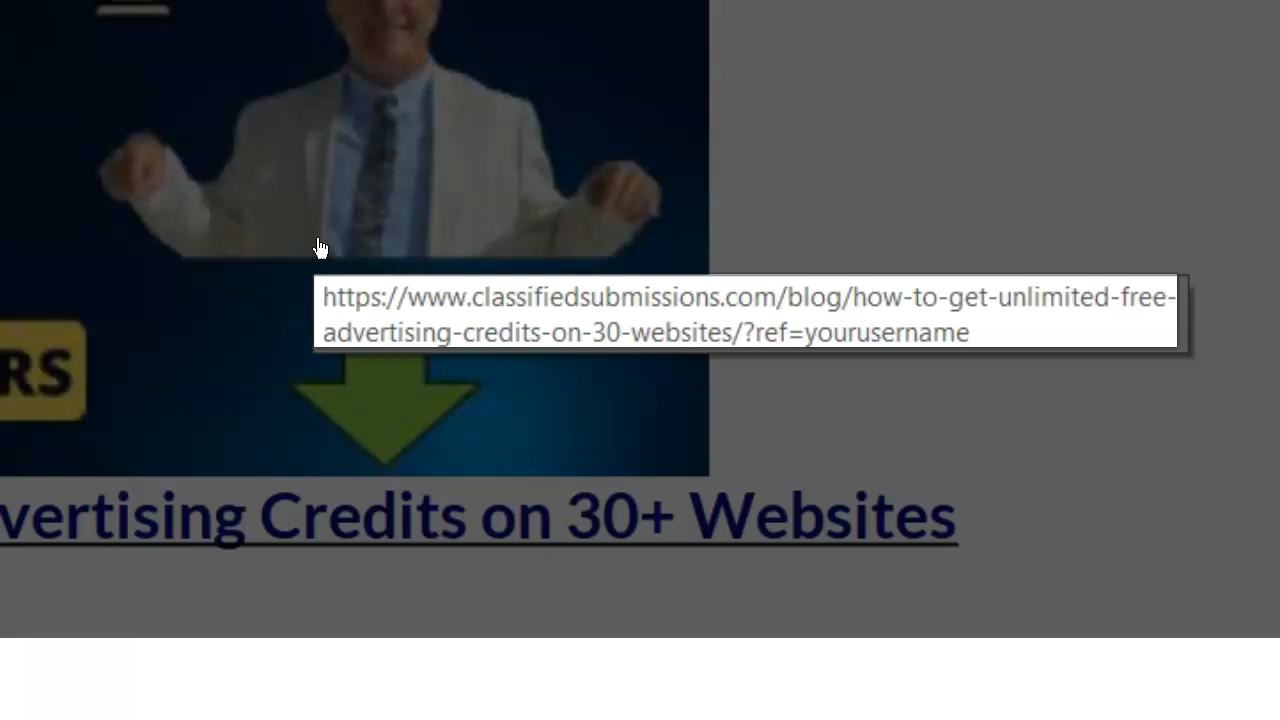 https://www.classifiedsubmissions.com/blog/how-to-get-unlimited-free-
advertising-credits-on-30-websites/?ref=yourusername
RS
vertising Credits on 30+ Websites